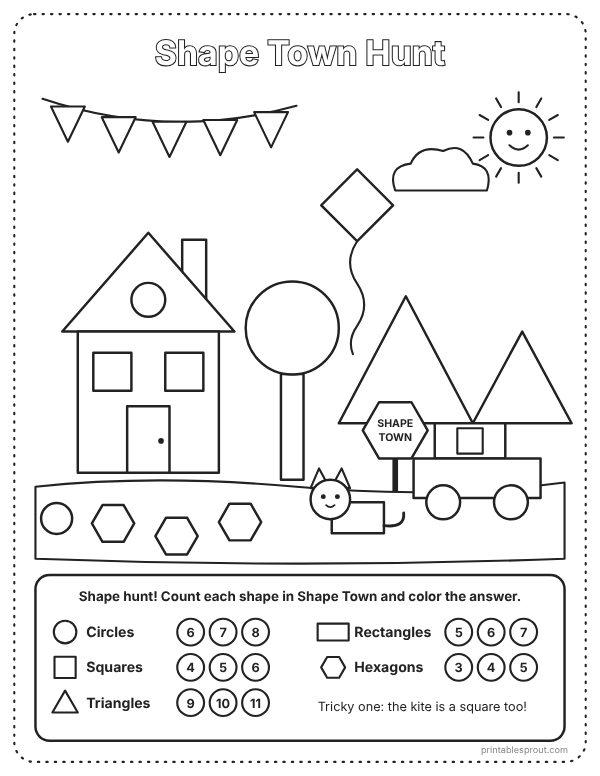 Shape Town Hunt
SHAPE
TOWN
Shape hunt! Count each shape in Shape Town and color the answer.
Circles 6 7 8
Rectangles 5 6 7
Squares 4 5 6
Hexagons 3 4 5
Triangles 9 10 11
Tricky one: the kite is a square too!
printablesprout.com